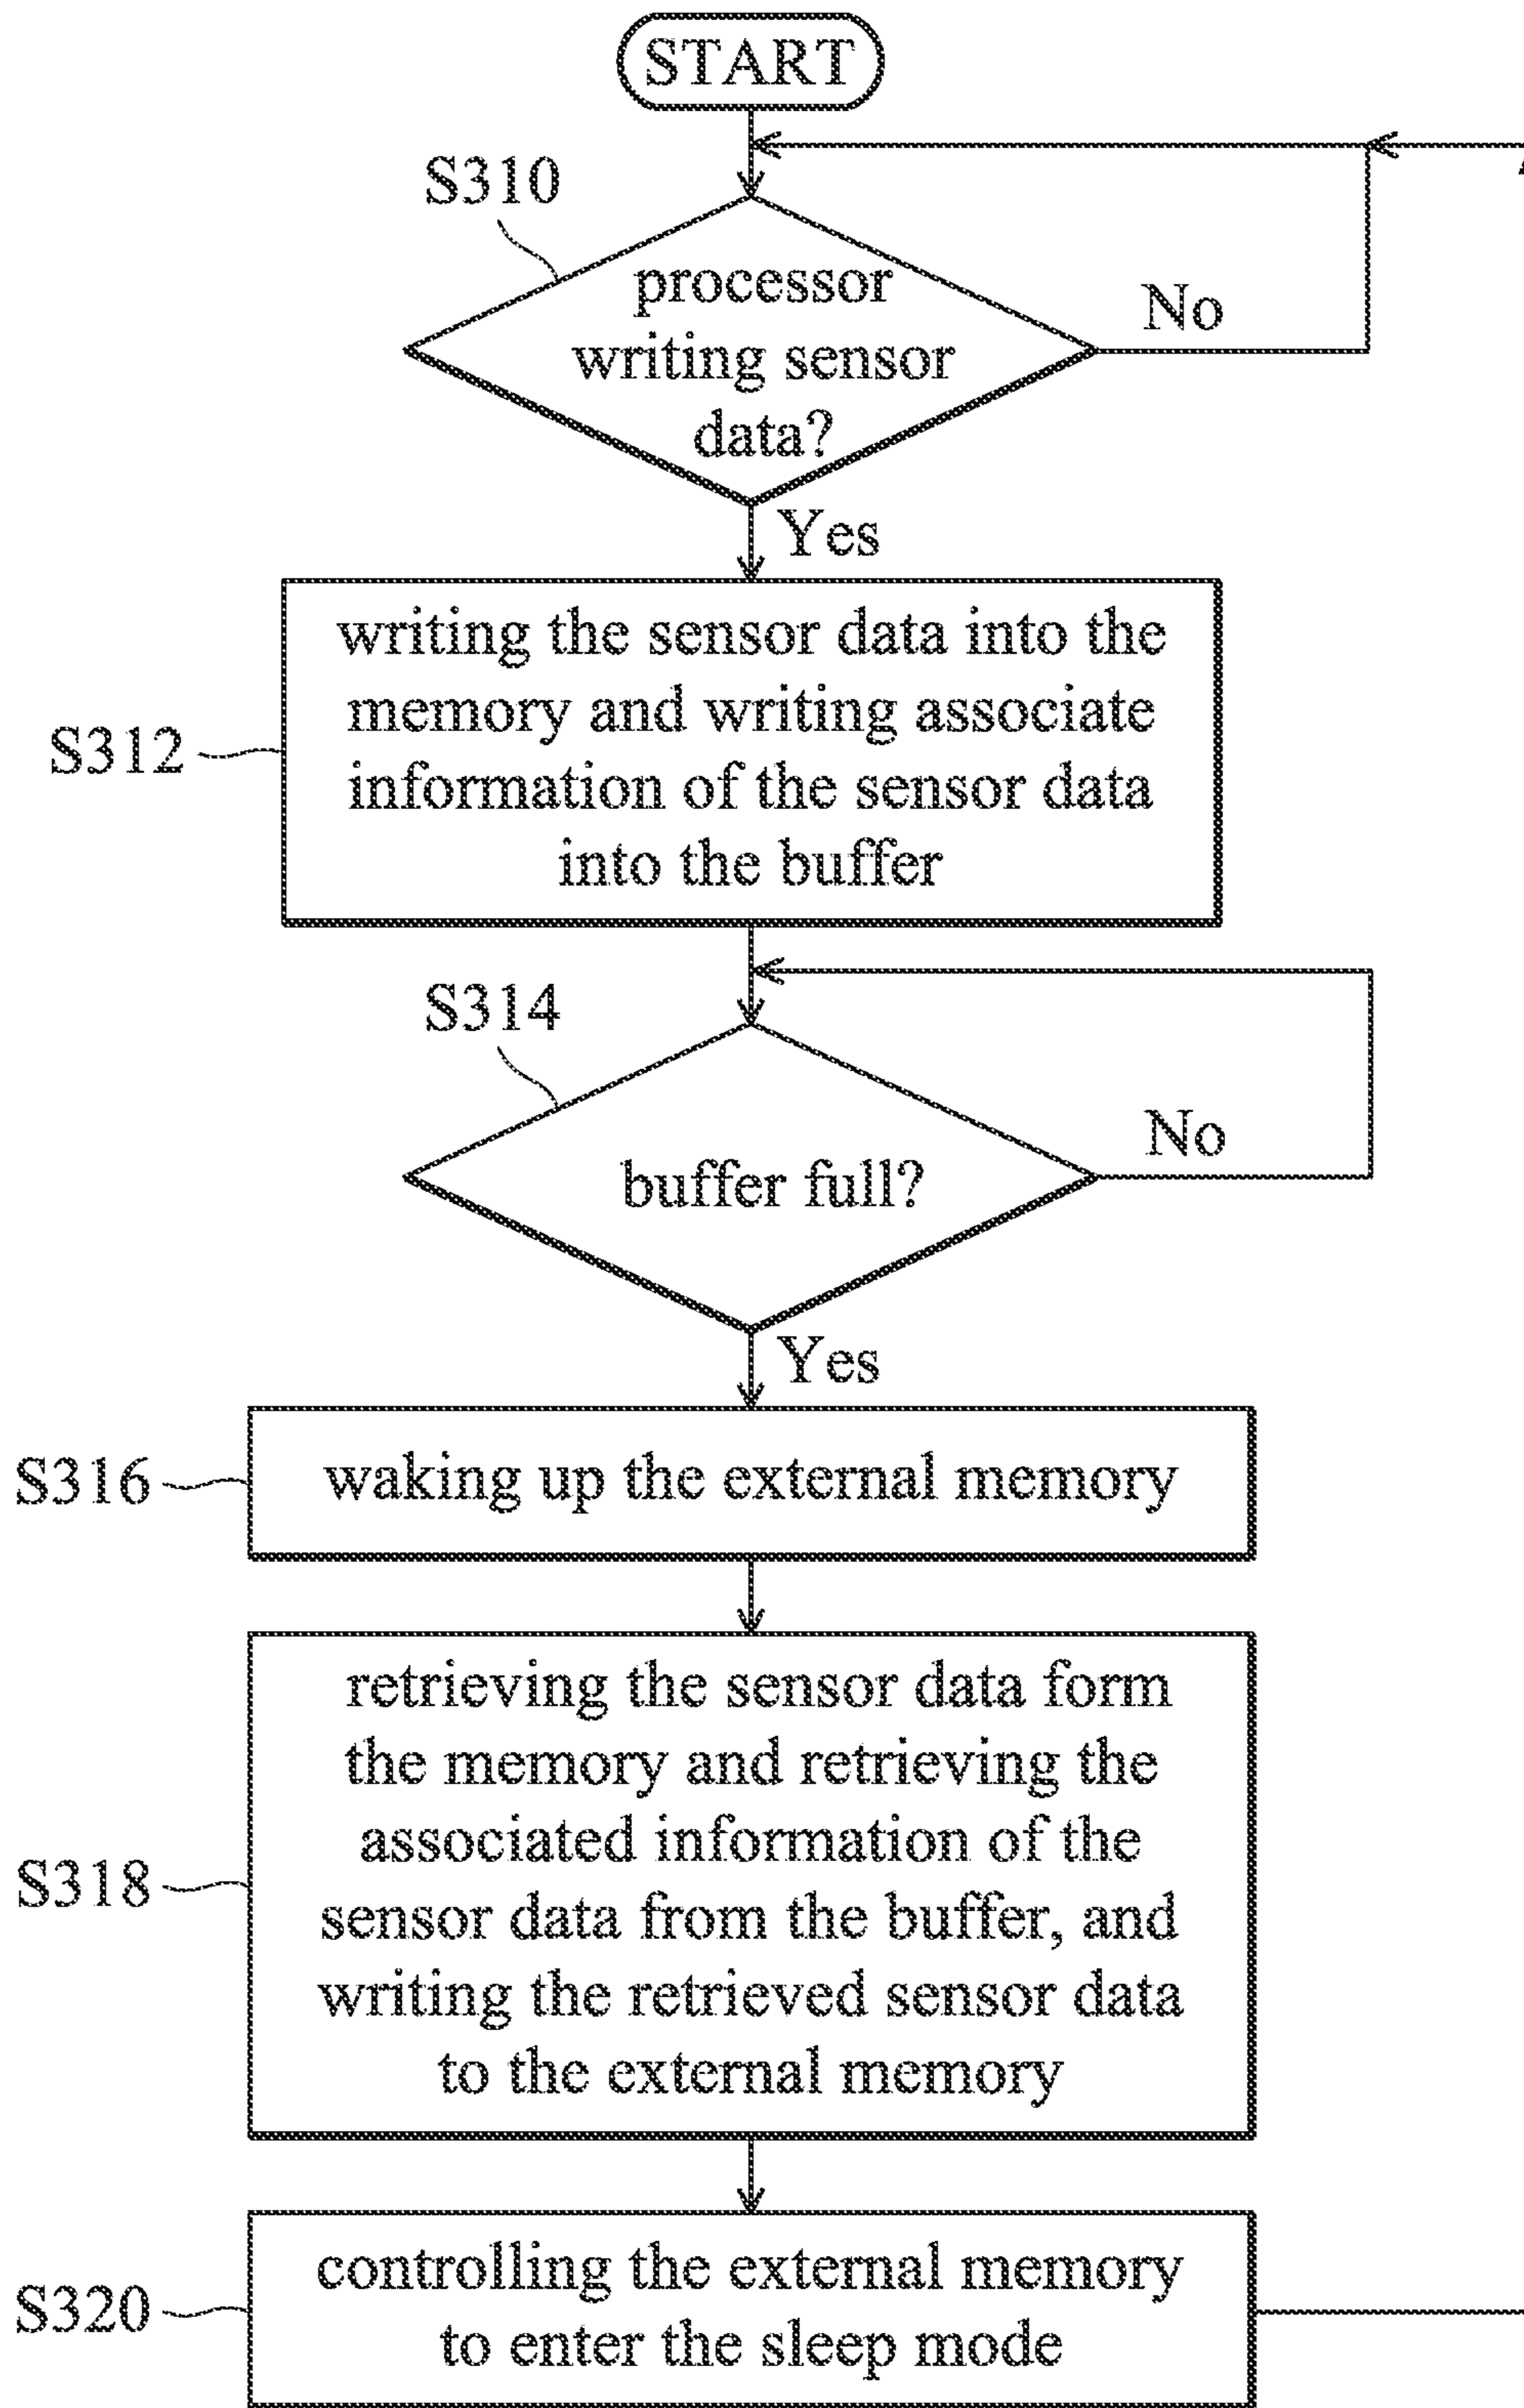 START
S310
processor
writing sensor
data?
No
Yes
S312
writing the sensor data into the
memory and writing associate
information of the sensor data
into the buffer
S314
buffer full?
No
Yes
S316
waking up the external memory
S318
retrieving the sensor data form
the memory and retrieving the
associated information of the
sensor data from the buffer, and
writing the retrieved sensor data
to the external memory
S320
controlling the external memory
to enter the sleep mode